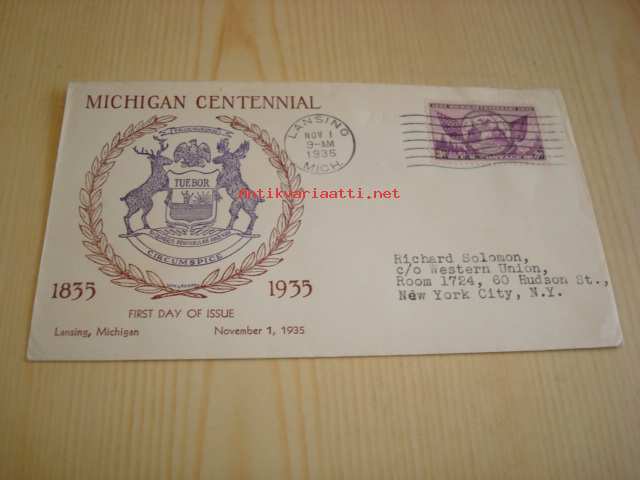 MICHIGAN CENTENNIAL
TUEBOR
CIRCUMSPICE
1835 1935
FIRST DAY OF ISSUE
Lansing, Michigan November 1, 1935
LANSING
NOV 1
9-AM
1935
MICH.
Antikvariaatti.net
Richard Solomon,
c/o Western Union,
Room 1724, 60 Hudson St.,
New York City, N.Y.